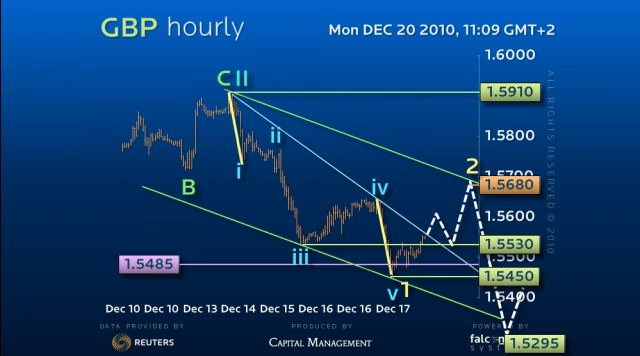 GBP hourly
Mon DEC 20 2010, 11:09 GMT+2
1.6000
C II
1.5910
ii
1.5800
i
2
B
1.5680
iv
1.5600
iii
1.5530
1.5485
1.5500
1.5450
v 1
1.5400
Dec 10 Dec 10 Dec 13 Dec 14 Dec 15 Dec 16 Dec 16 Dec 17
1.5295
DATA PROVIDED BY
REUTERS
PRODUCED BY
CAPITAL MANAGEMENT
ALL RIGHTS RESERVED © 2010